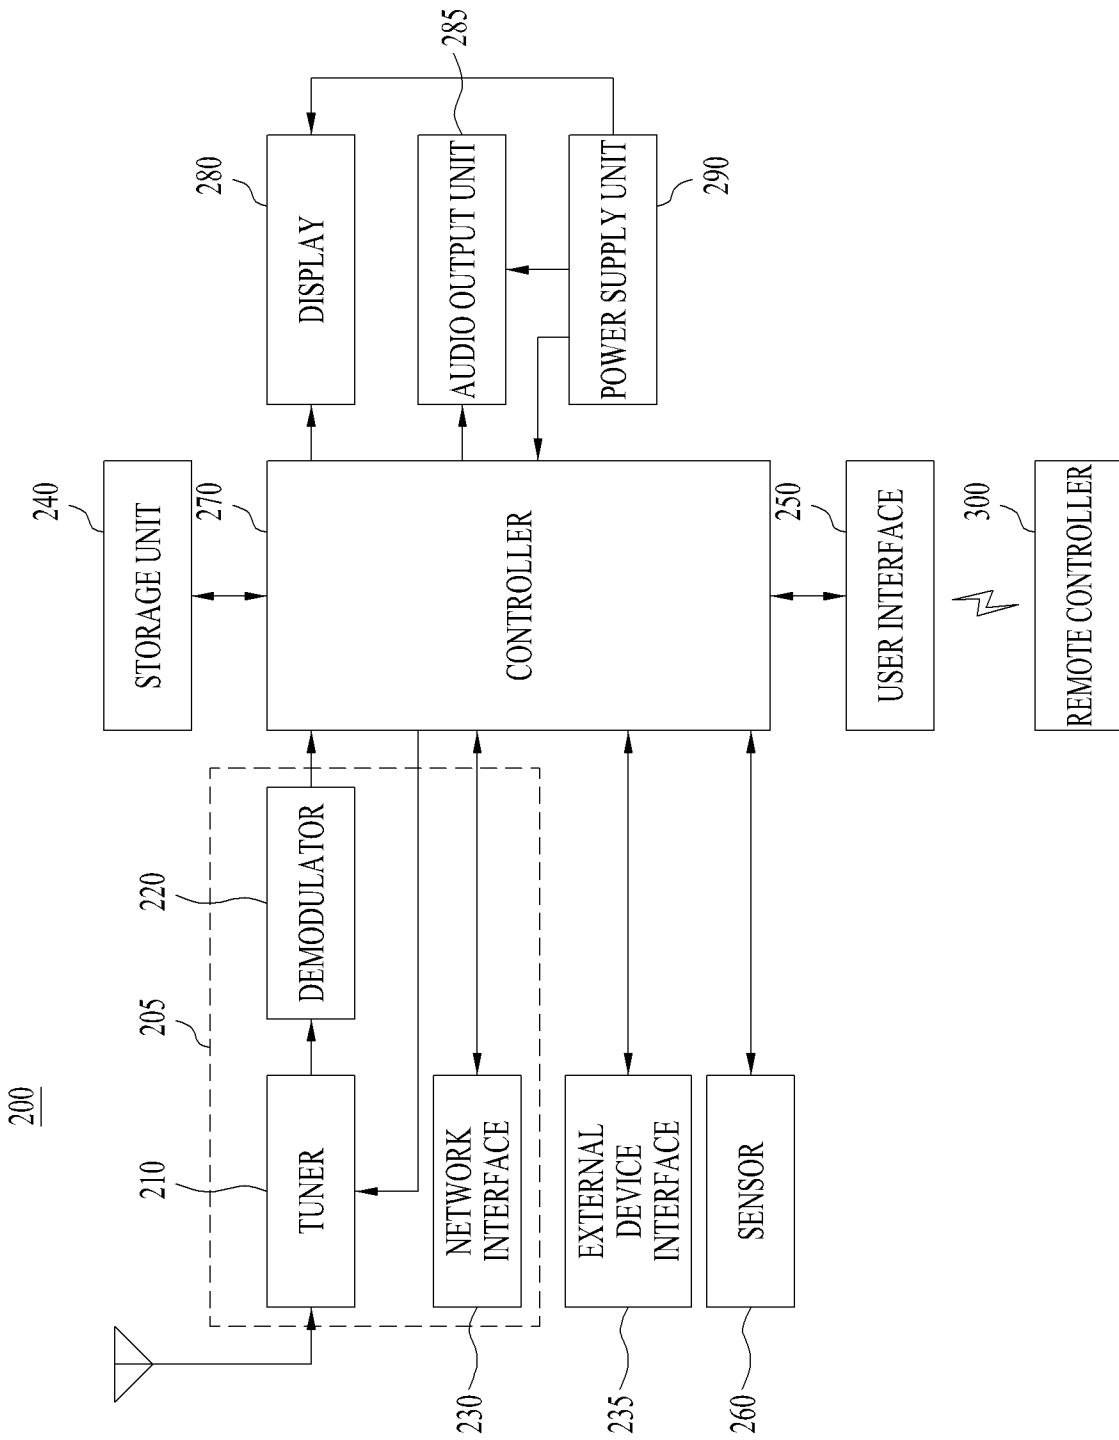 200
205
210
TUNER
220
DEMODULATOR
230
NETWORK
INTERFACE
235
EXTERNAL
DEVICE
INTERFACE
260
SENSOR
240
STORAGE UNIT
270
CONTROLLER
250
USER INTERFACE
300
REMOTE CONTROLLER
280
DISPLAY
285
AUDIO OUTPUT UNIT
290
POWER SUPPLY UNIT